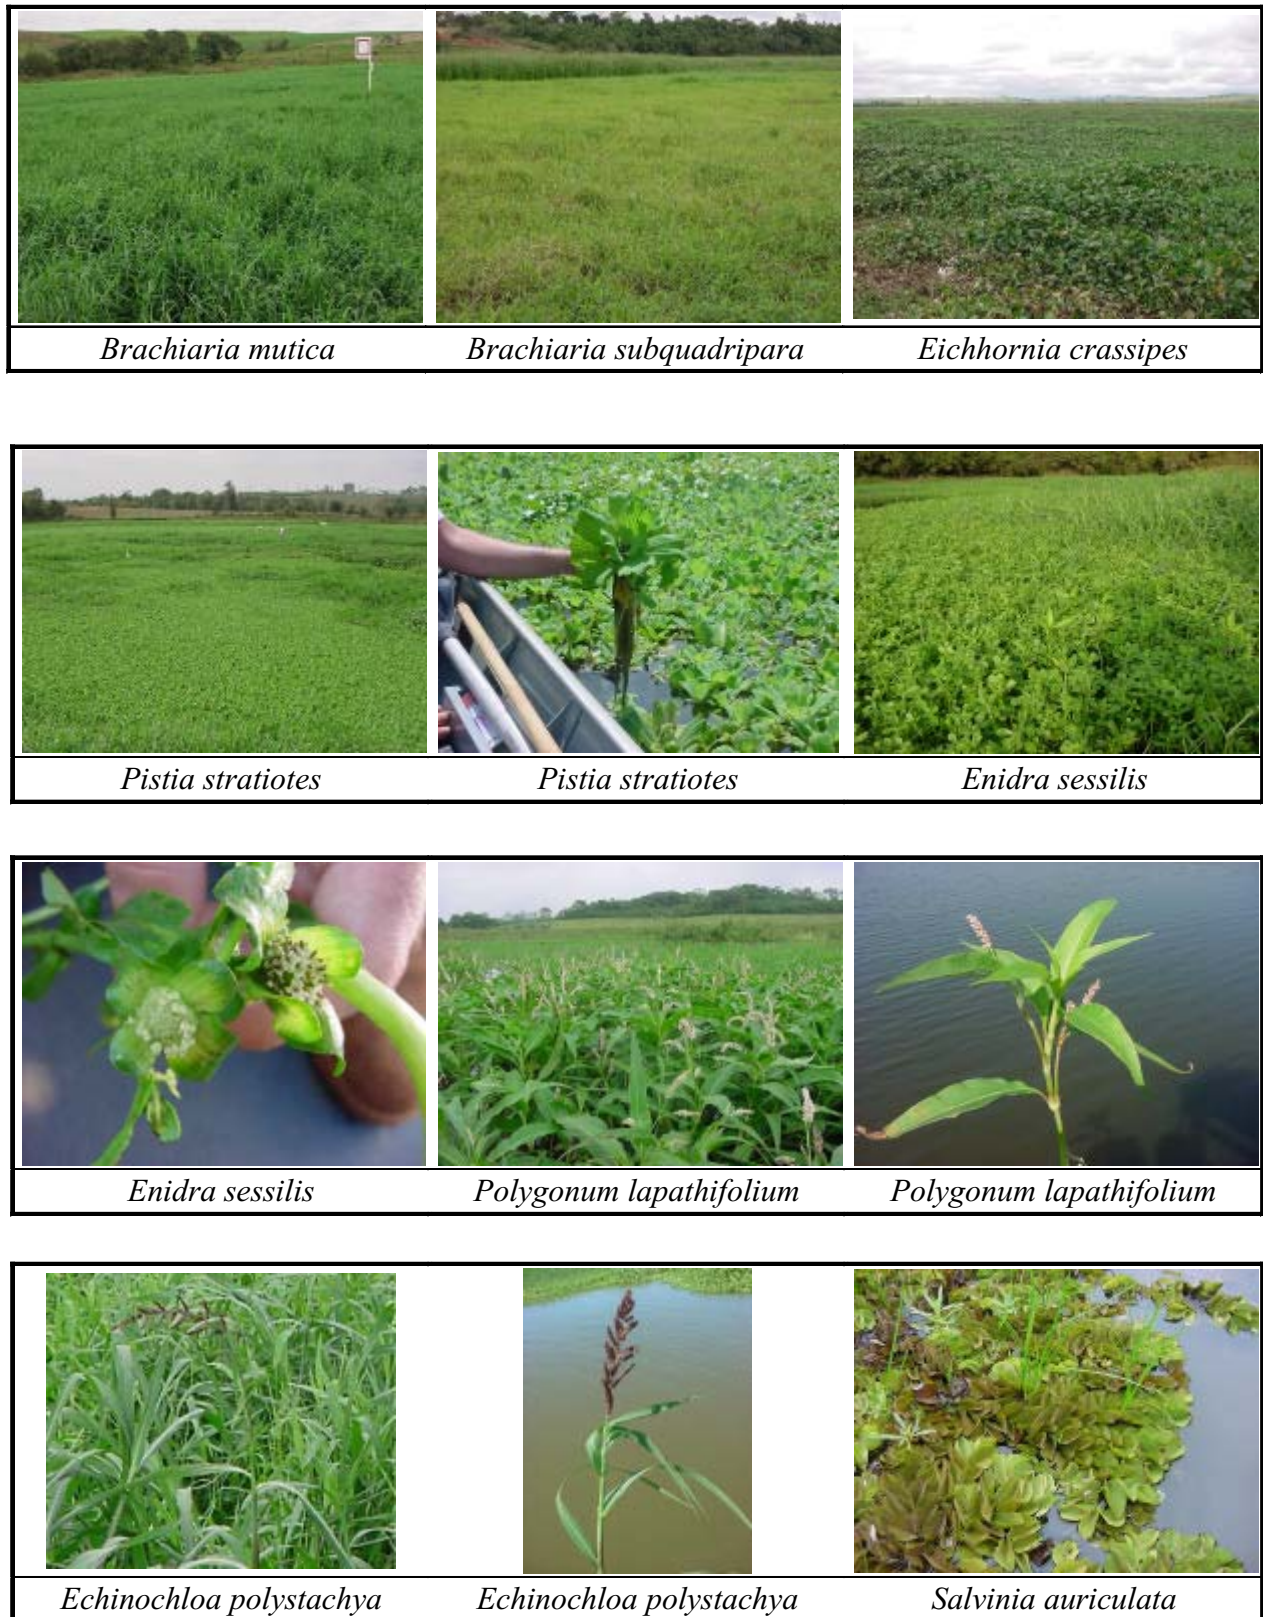 Brachiaria mutica
Brachiaria subquadripara
Eichhornia crassipes
Pistia stratiotes
Pistia stratiotes
Enidra sessilis
Enidra sessilis
Polygonum lapathifolium
Polygonum lapathifolium
Echinochloa polystachya
Echinochloa polystachya
Salvinia auriculata